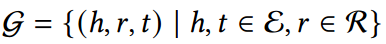 𝒢 = {(h, r, t) | h, t ∈ ℰ, r ∈ ℛ}